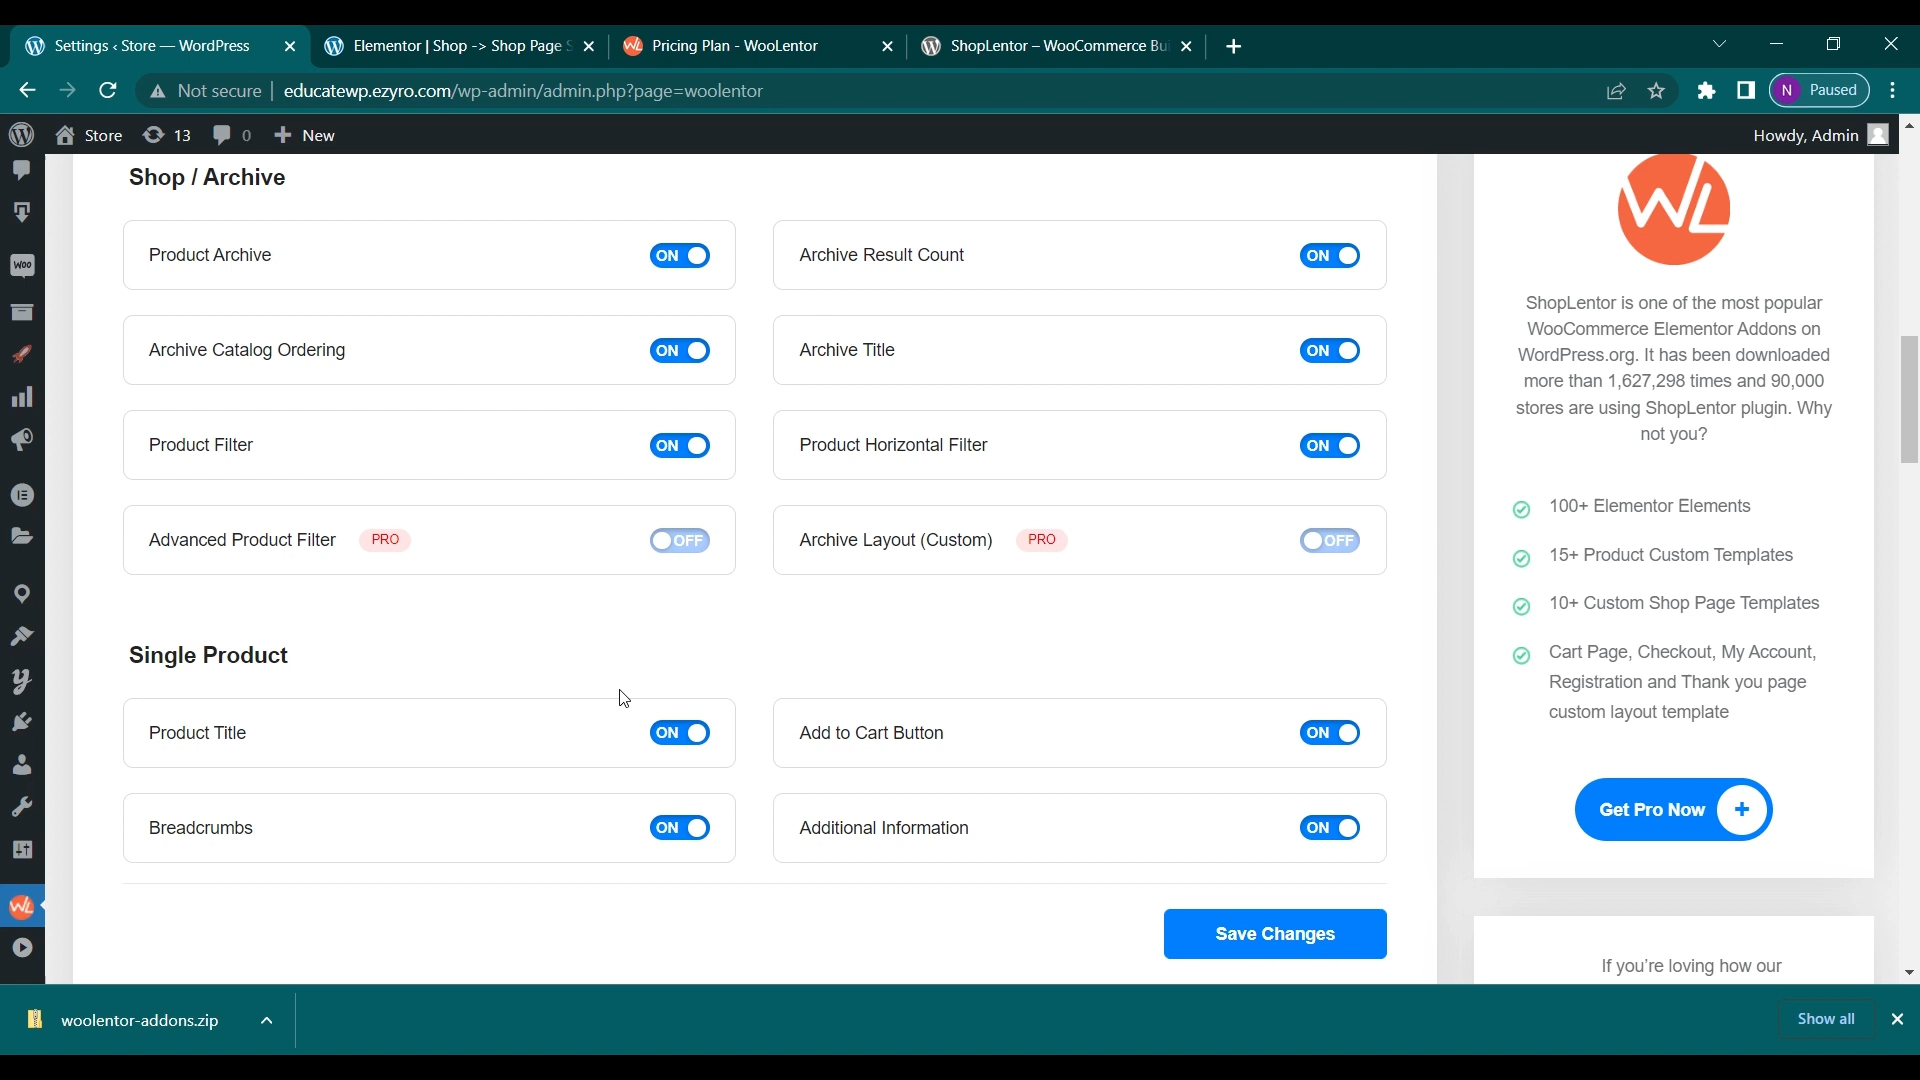 Settings ‹ Store — WordPress
Elementor | Shop -> Shop Page S
Pricing Plan - WooLentor
ShopLentor – WooCommerce Bui
Not secure
educatewp.ezyro.com/wp-admin/admin.php?page=woolentor
N Paused
Store
13
0
New
Howdy, Admin
Shop / Archive
Product Archive
ON
Archive Result Count
ON
Archive Catalog Ordering
ON
Archive Title
ON
Product Filter
ON
Product Horizontal Filter
ON
Advanced Product Filter
PRO
OFF
Archive Layout (Custom)
PRO
OFF
Single Product
Product Title
ON
Add to Cart Button
ON
Breadcrumbs
ON
Additional Information
ON
Save Changes
WL
ShopLentor is one of the most popular
WooCommerce Elementor Addons on
WordPress.org. It has been downloaded
more than 1,627,298 times and 90,000
stores are using ShopLentor plugin. Why
not you?
100+ Elementor Elements
15+ Product Custom Templates
10+ Custom Shop Page Templates
Cart Page, Checkout, My Account,
Registration and Thank you page
custom layout template
Get Pro Now
If you're loving how our
woolentor-addons.zip
Show all